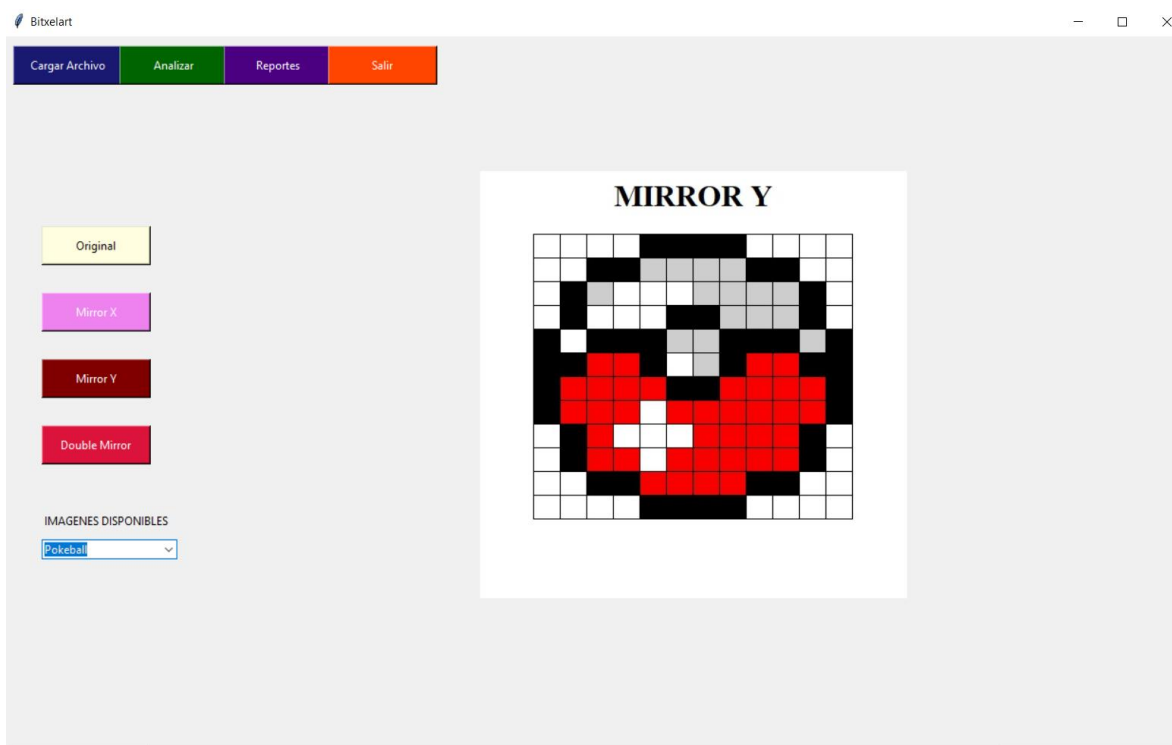 Bitxelart
Cargar Archivo Analizar Reportes Salir
MIRROR Y
Original
Mirror X
Mirror Y
Double Mirror
IMAGENES DISPONIBLES
Pokeball